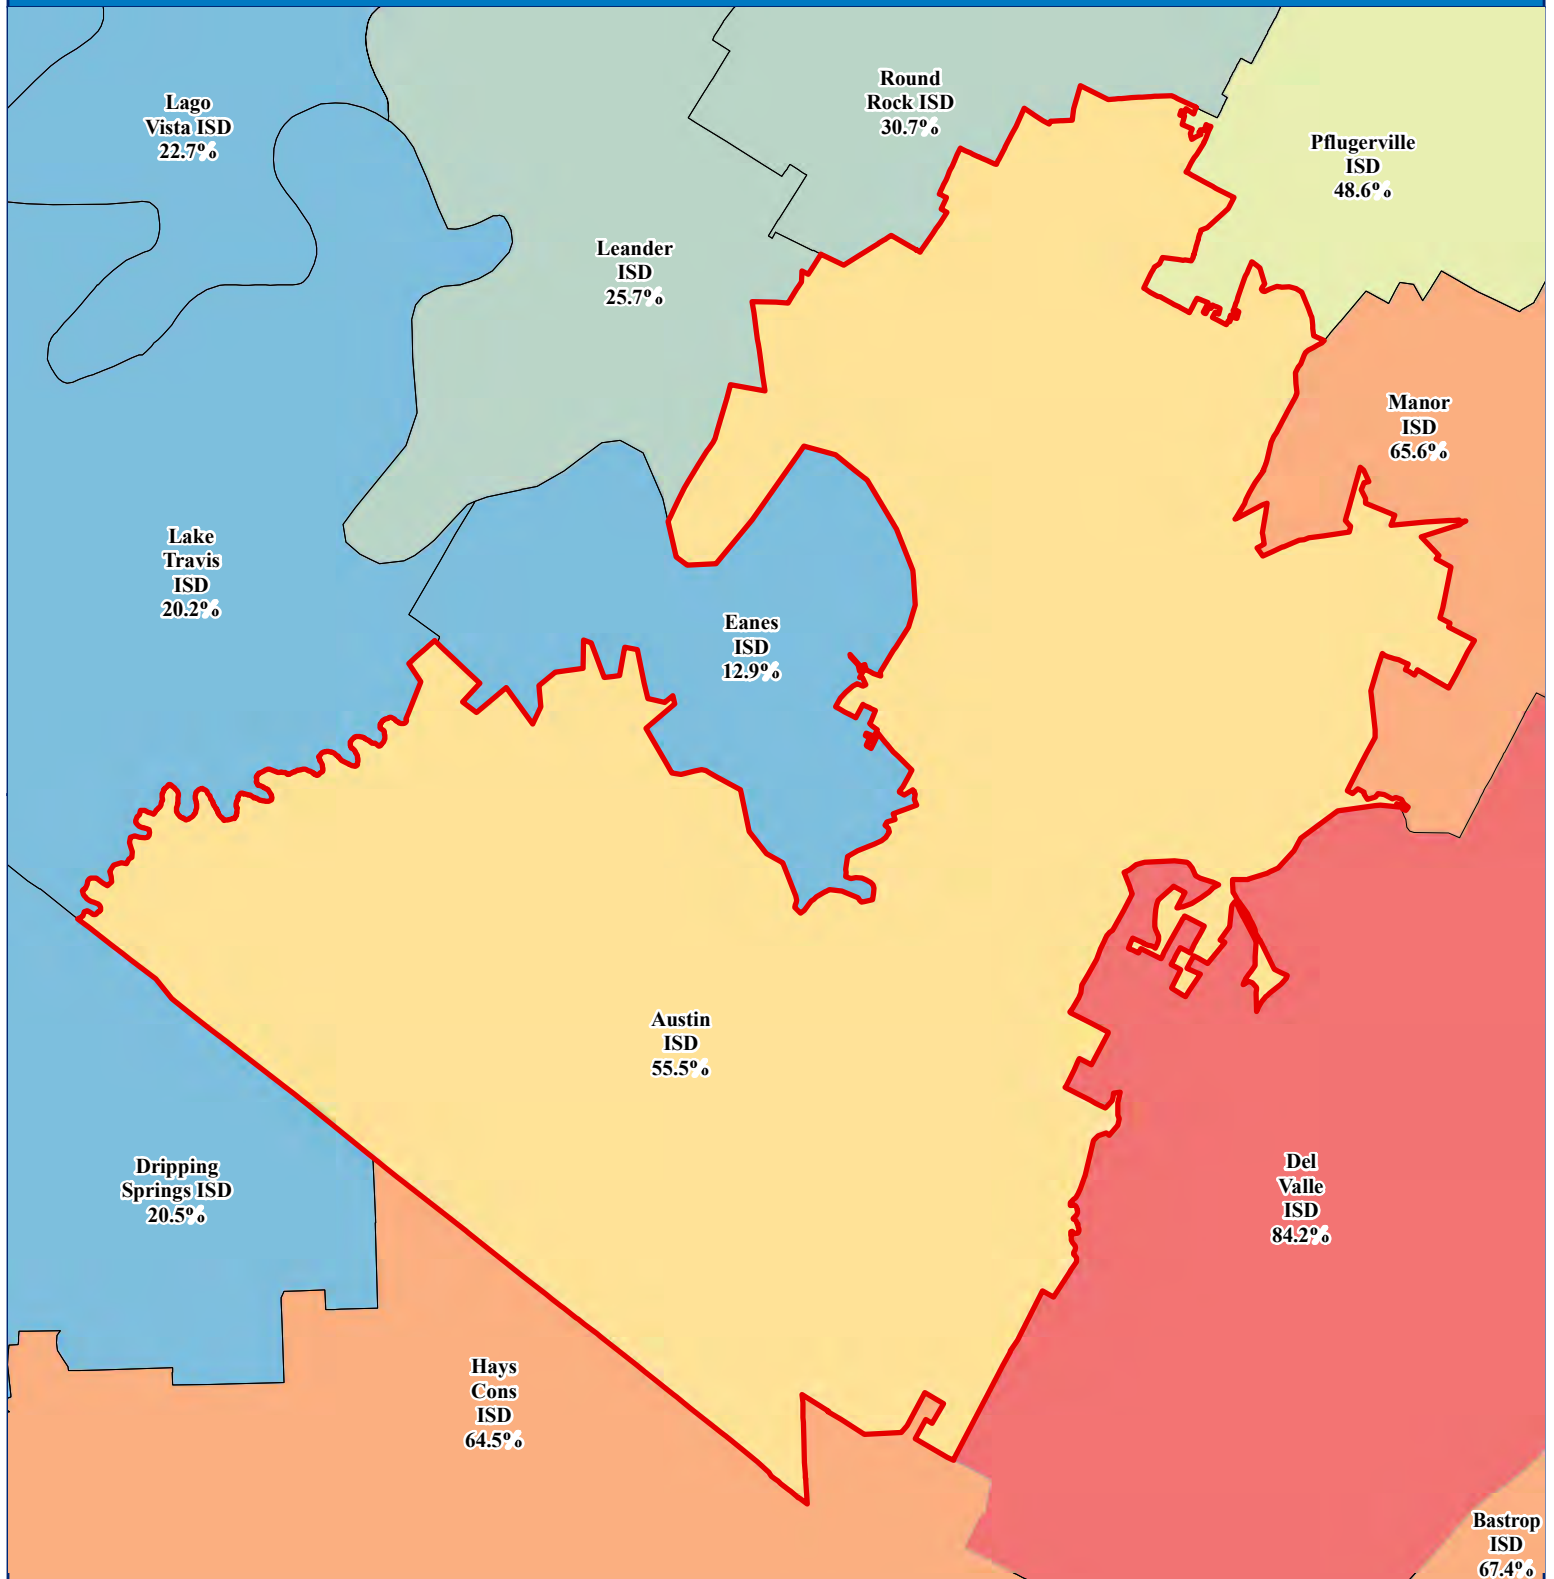 Lago
Vista ISD
22.7%
Round
Rock ISD
30.7%
Pflugerville
ISD
48.6%
Leander
ISD
25.7%
Manor
ISD
65.6%
Lake
Travis
ISD
20.2%
Eanes
ISD
12.9%
Austin
ISD
55.5%
Dripping
Springs ISD
20.5%
Del
Valle
ISD
84.2%
Hays
Cons
ISD
64.5%
Bastrop
ISD
67.4%